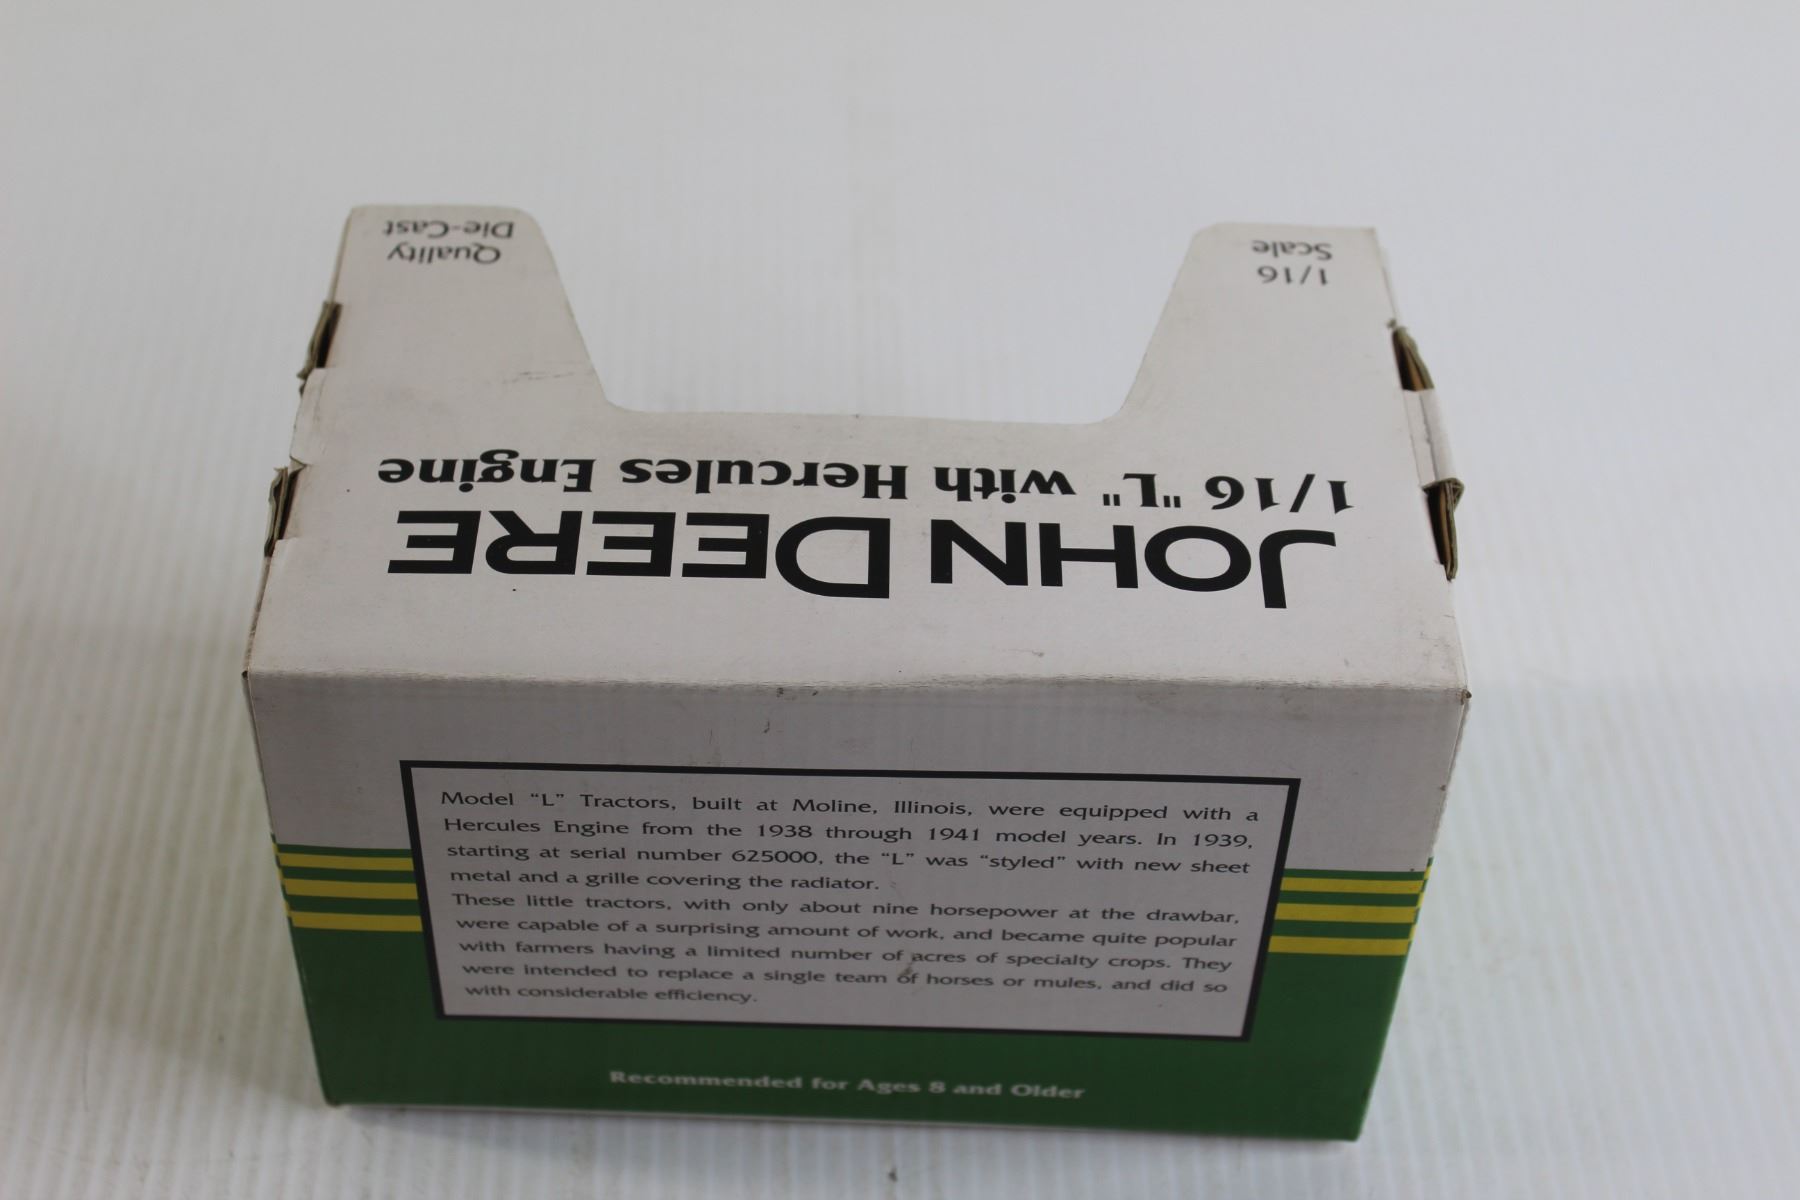 Quality
Die-Cast
1/16
Scale
JOHN DEERE
1/16 "L" with Hercules Engine
Model “L” Tractors, built at Moline, Illinois, were equipped with a
Hercules Engine from the 1938 through 1941 model years. In 1939,
starting at serial number 625000, the “L” was “styled” with new sheet
metal and a grille covering the radiator.
These little tractors, with only about nine horsepower at the drawbar,
were capable of a surprising amount of work, and became quite popular
with farmers having a limited number of acres of specialty crops. They
were intended to replace a single team of horses or mules, and did so
with considerable efficiency.
Recommended for Ages 8 and Older